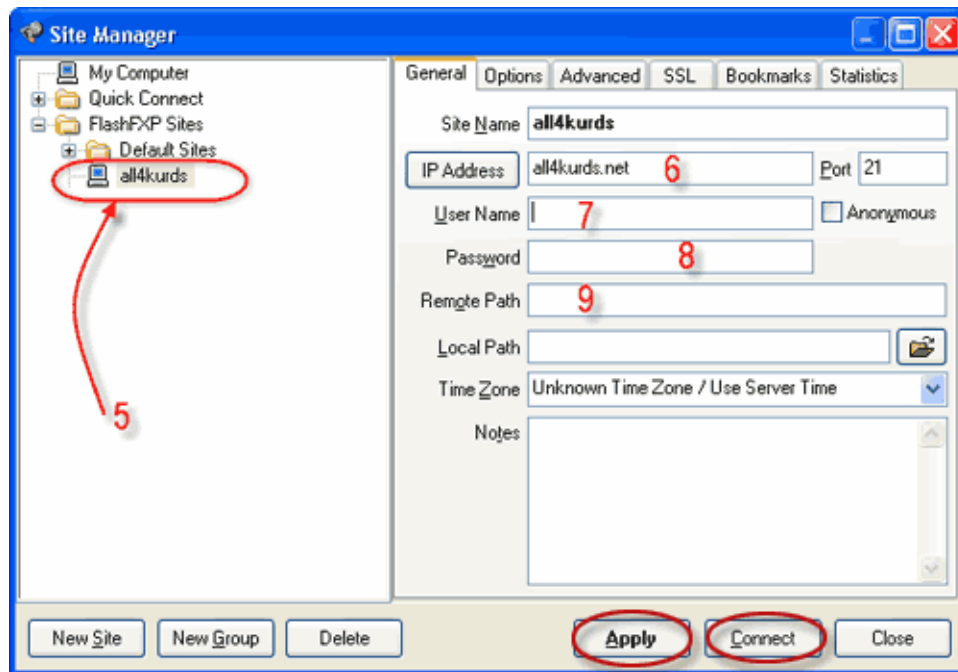 Site Manager
My Computer
Quick Connect
FlashFXP Sites
Default Sites
all4kurds
5
General Options Advanced SSL Bookmarks Statistics
Site Name all4kurds
IP Address all4kurds.net 6 Port 21
User Name 7 Anonymous
Password 8
Remote Path 9
Local Path
Time Zone Unknown Time Zone / Use Server Time
Notes
New Site New Group Delete Apply Connect Close